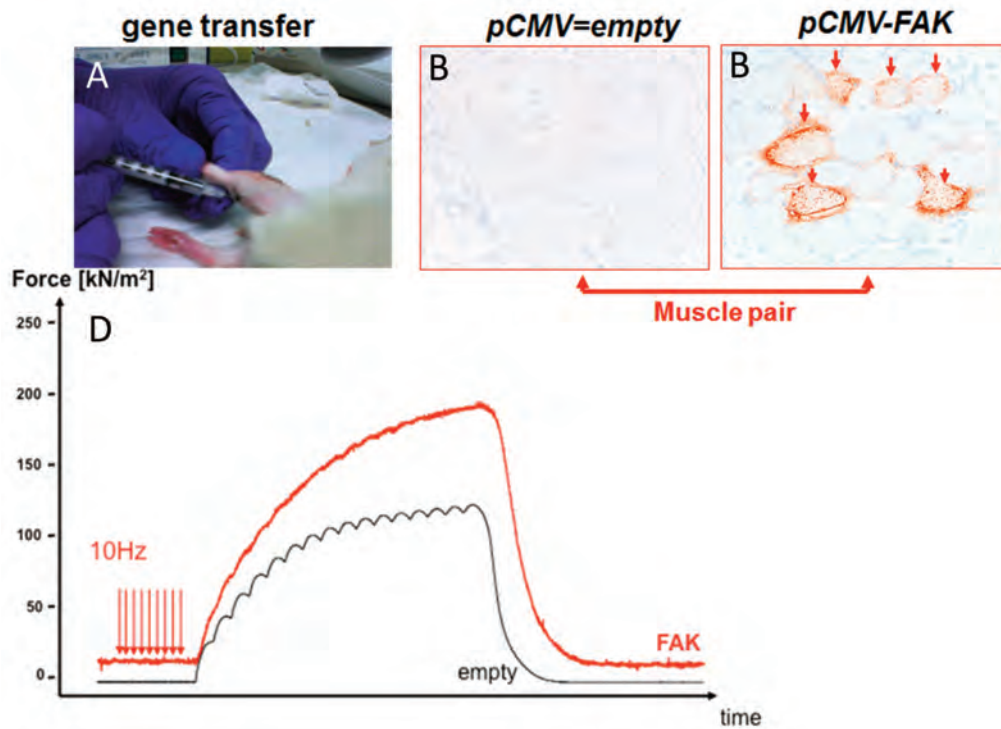 gene transfer
pCMV=empty
pCMV-FAK
A
B
B
Muscle pair
Force [kN/m²]
D
250
200
150
100
50
0
10Hz
FAK
empty
time